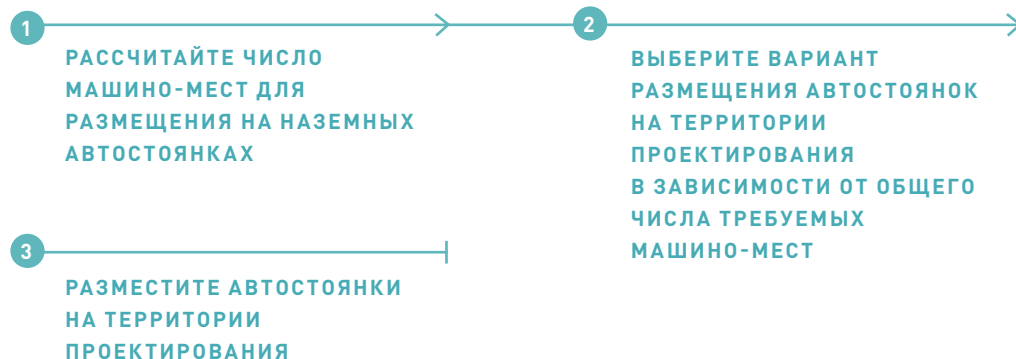 1
РАССЧИТАЙТЕ ЧИСЛО
МАШИНО-МЕСТ ДЛЯ
РАЗМЕЩЕНИЯ НА НАЗЕМНЫХ
АВТОСТОЯНКАХ
2
ВЫБЕРИТЕ ВАРИАНТ
РАЗМЕЩЕНИЯ АВТОСТОЯНОК
НА ТЕРРИТОРИИ
ПРОЕКТИРОВАНИЯ
В ЗАВИСИМОСТИ ОТ ОБЩЕГО
ЧИСЛА ТРЕБУЕМЫХ
МАШИНО-МЕСТ
3
РАЗМЕСТИТЕ АВТОСТОЯНКИ
НА ТЕРРИТОРИИ
ПРОЕКТИРОВАНИЯ